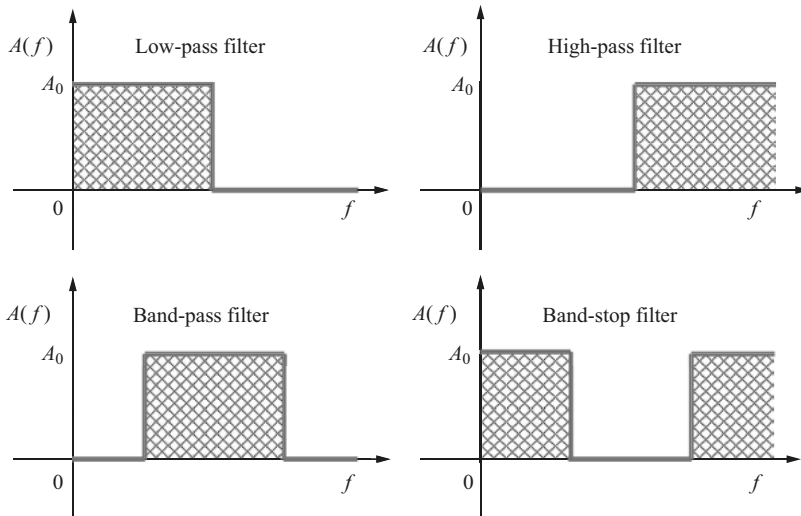 A(f)
Low-pass filter
A₀
0
f
A(f)
High-pass filter
A₀
0
f
A(f)
Band-pass filter
A₀
0
f
A(f)
Band-stop filter
A₀
0
f